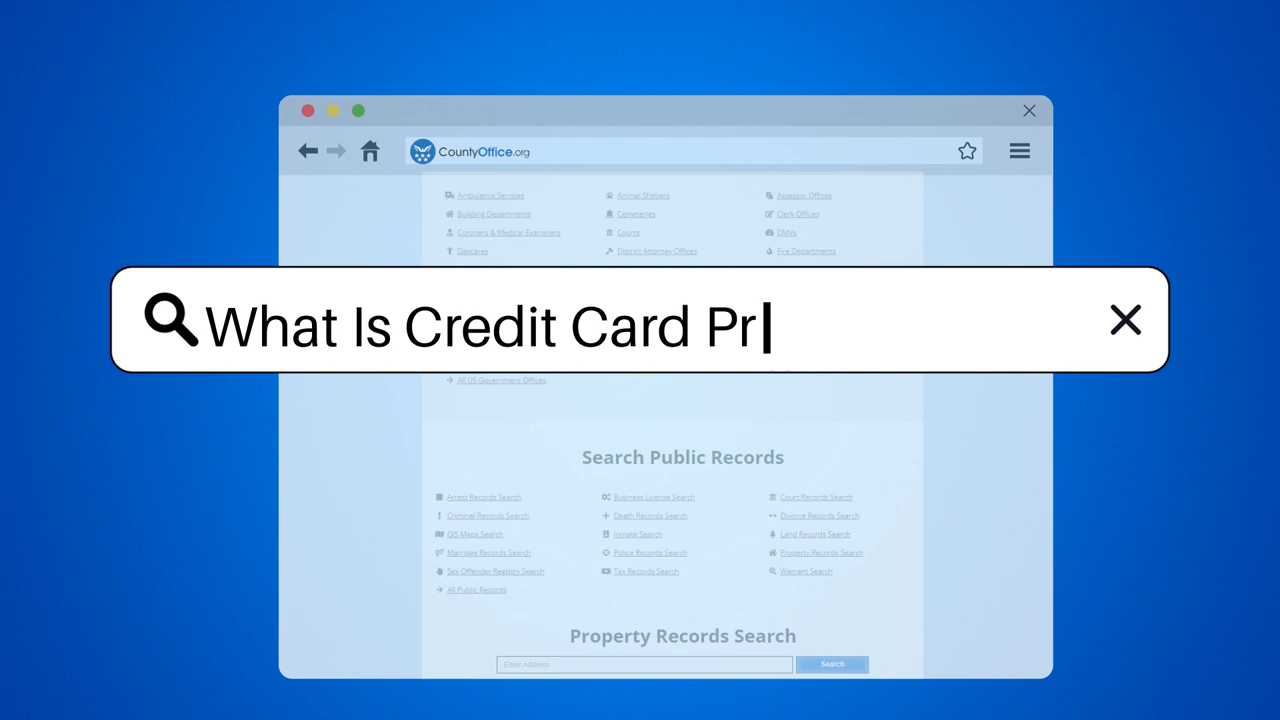 CountyOffice.org
Ambulance Services Animal Shelters Assessor Offices
Building Departments Cemeteries Clerk Offices
Coroners & Medical Examiners Courts DMVs
Daycares District Attorney Offices Fire Departments
What Is Credit Card Pr
All US Government Offices
Search Public Records
Arrest Records Search Business License Search Court Records Search
Criminal Records Search Death Records Search Divorce Records Search
GIS Maps Search Inmate Search Land Records Search
Marriage Records Search Police Records Search Property Records Search
Sex Offender Registry Search Tax Records Search Warrant Search
All Public Records
Property Records Search
Enter Address Search